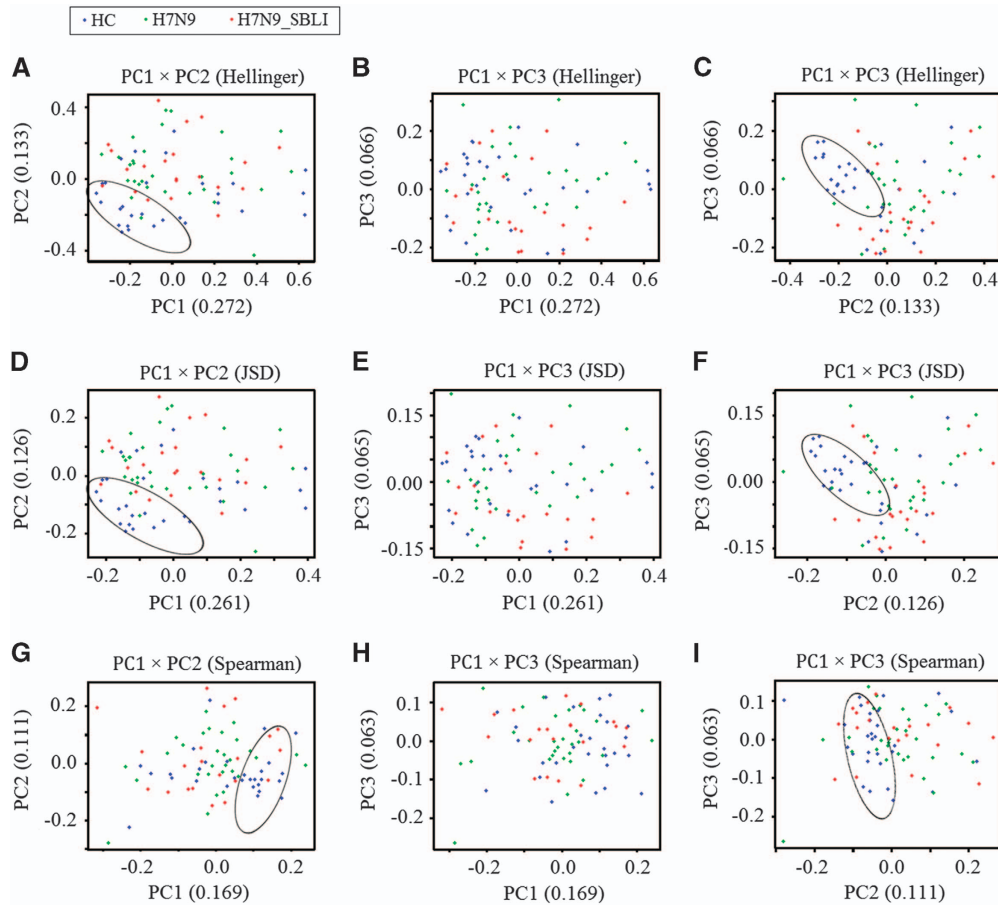 HC H7N9 H7N9_SBLI
A B C
PC1 × PC2 (Hellinger) PC1 × PC3 (Hellinger) PC1 × PC3 (Hellinger)
PC2 (0.133)
0.4
0.0
-0.4
-0.2 0.0 0.2 0.4 0.6
PC1 (0.272)
PC3 (0.066)
0.2
0.0
-0.2
-0.2 0.0 0.2 0.4 0.6
PC1 (0.272)
PC3 (0.066)
0.2
0.0
-0.2
-0.4 -0.2 0.0 0.2 0.4
PC2 (0.133)
D E F
PC1 × PC2 (JSD) PC1 × PC3 (JSD) PC1 × PC3 (JSD)
PC2 (0.126)
0.2
0.0
-0.2
-0.2 0.0 0.2 0.4
PC1 (0.261)
PC3 (0.065)
0.15
0.00
-0.15
-0.2 0.0 0.2 0.4
PC1 (0.261)
PC3 (0.065)
0.15
0.00
-0.15
-0.2 0.0 0.2
PC2 (0.126)
G H I
PC1 × PC2 (Spearman) PC1 × PC3 (Spearman) PC1 × PC3 (Spearman)
PC2 (0.111)
0.2
0.0
-0.2
-0.2 0.0 0.2
PC1 (0.169)
PC3 (0.063)
0.1
0.0
-0.1
-0.2
-0.2 0.0 0.2
PC1 (0.169)
PC3 (0.063)
0.1
0.0
-0.1
-0.2
-0.2 0.0 0.2
PC2 (0.111)